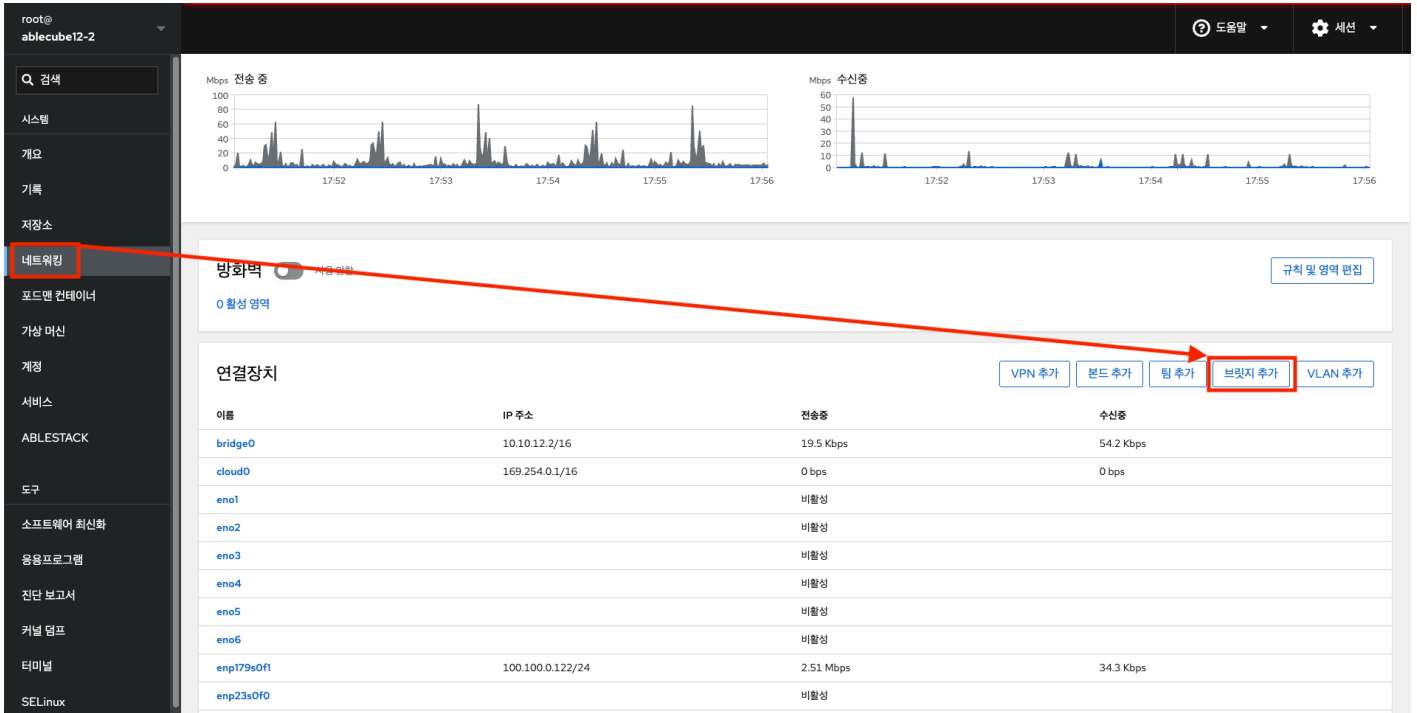 root@
ablecube12-2
도움말
세션
검색
시스템
개요
기록
저장소
네트워킹
포드맨 컨테이너
가상 머신
계정
서비스
ABLESTACK
도구
소프트웨어 최신화
응용프로그램
진단 보고서
커널 덤프
터미널
SELinux
Mbps 전송 중
100
80
60
40
20
0
17:52 17:53 17:54 17:55 17:56
Mbps 수신중
60
50
40
30
20
10
0
17:52 17:53 17:54 17:55 17:56
방화벽 사용 안함
규칙 및 영역 편집
0 활성 영역
연결장치
VPN 추가 본드 추가 팀 추가 브릿지 추가 VLAN 추가
이름 IP 주소 전송중 수신중
bridge0 10.10.12.2/16 19.5 Kbps 54.2 Kbps
cloud0 169.254.0.1/16 0 bps 0 bps
eno1 비활성
eno2 비활성
eno3 비활성
eno4 비활성
eno5 비활성
eno6 비활성
enp179s0f1 100.100.0.122/24 2.51 Mbps 34.3 Kbps
enp23s0f0 비활성